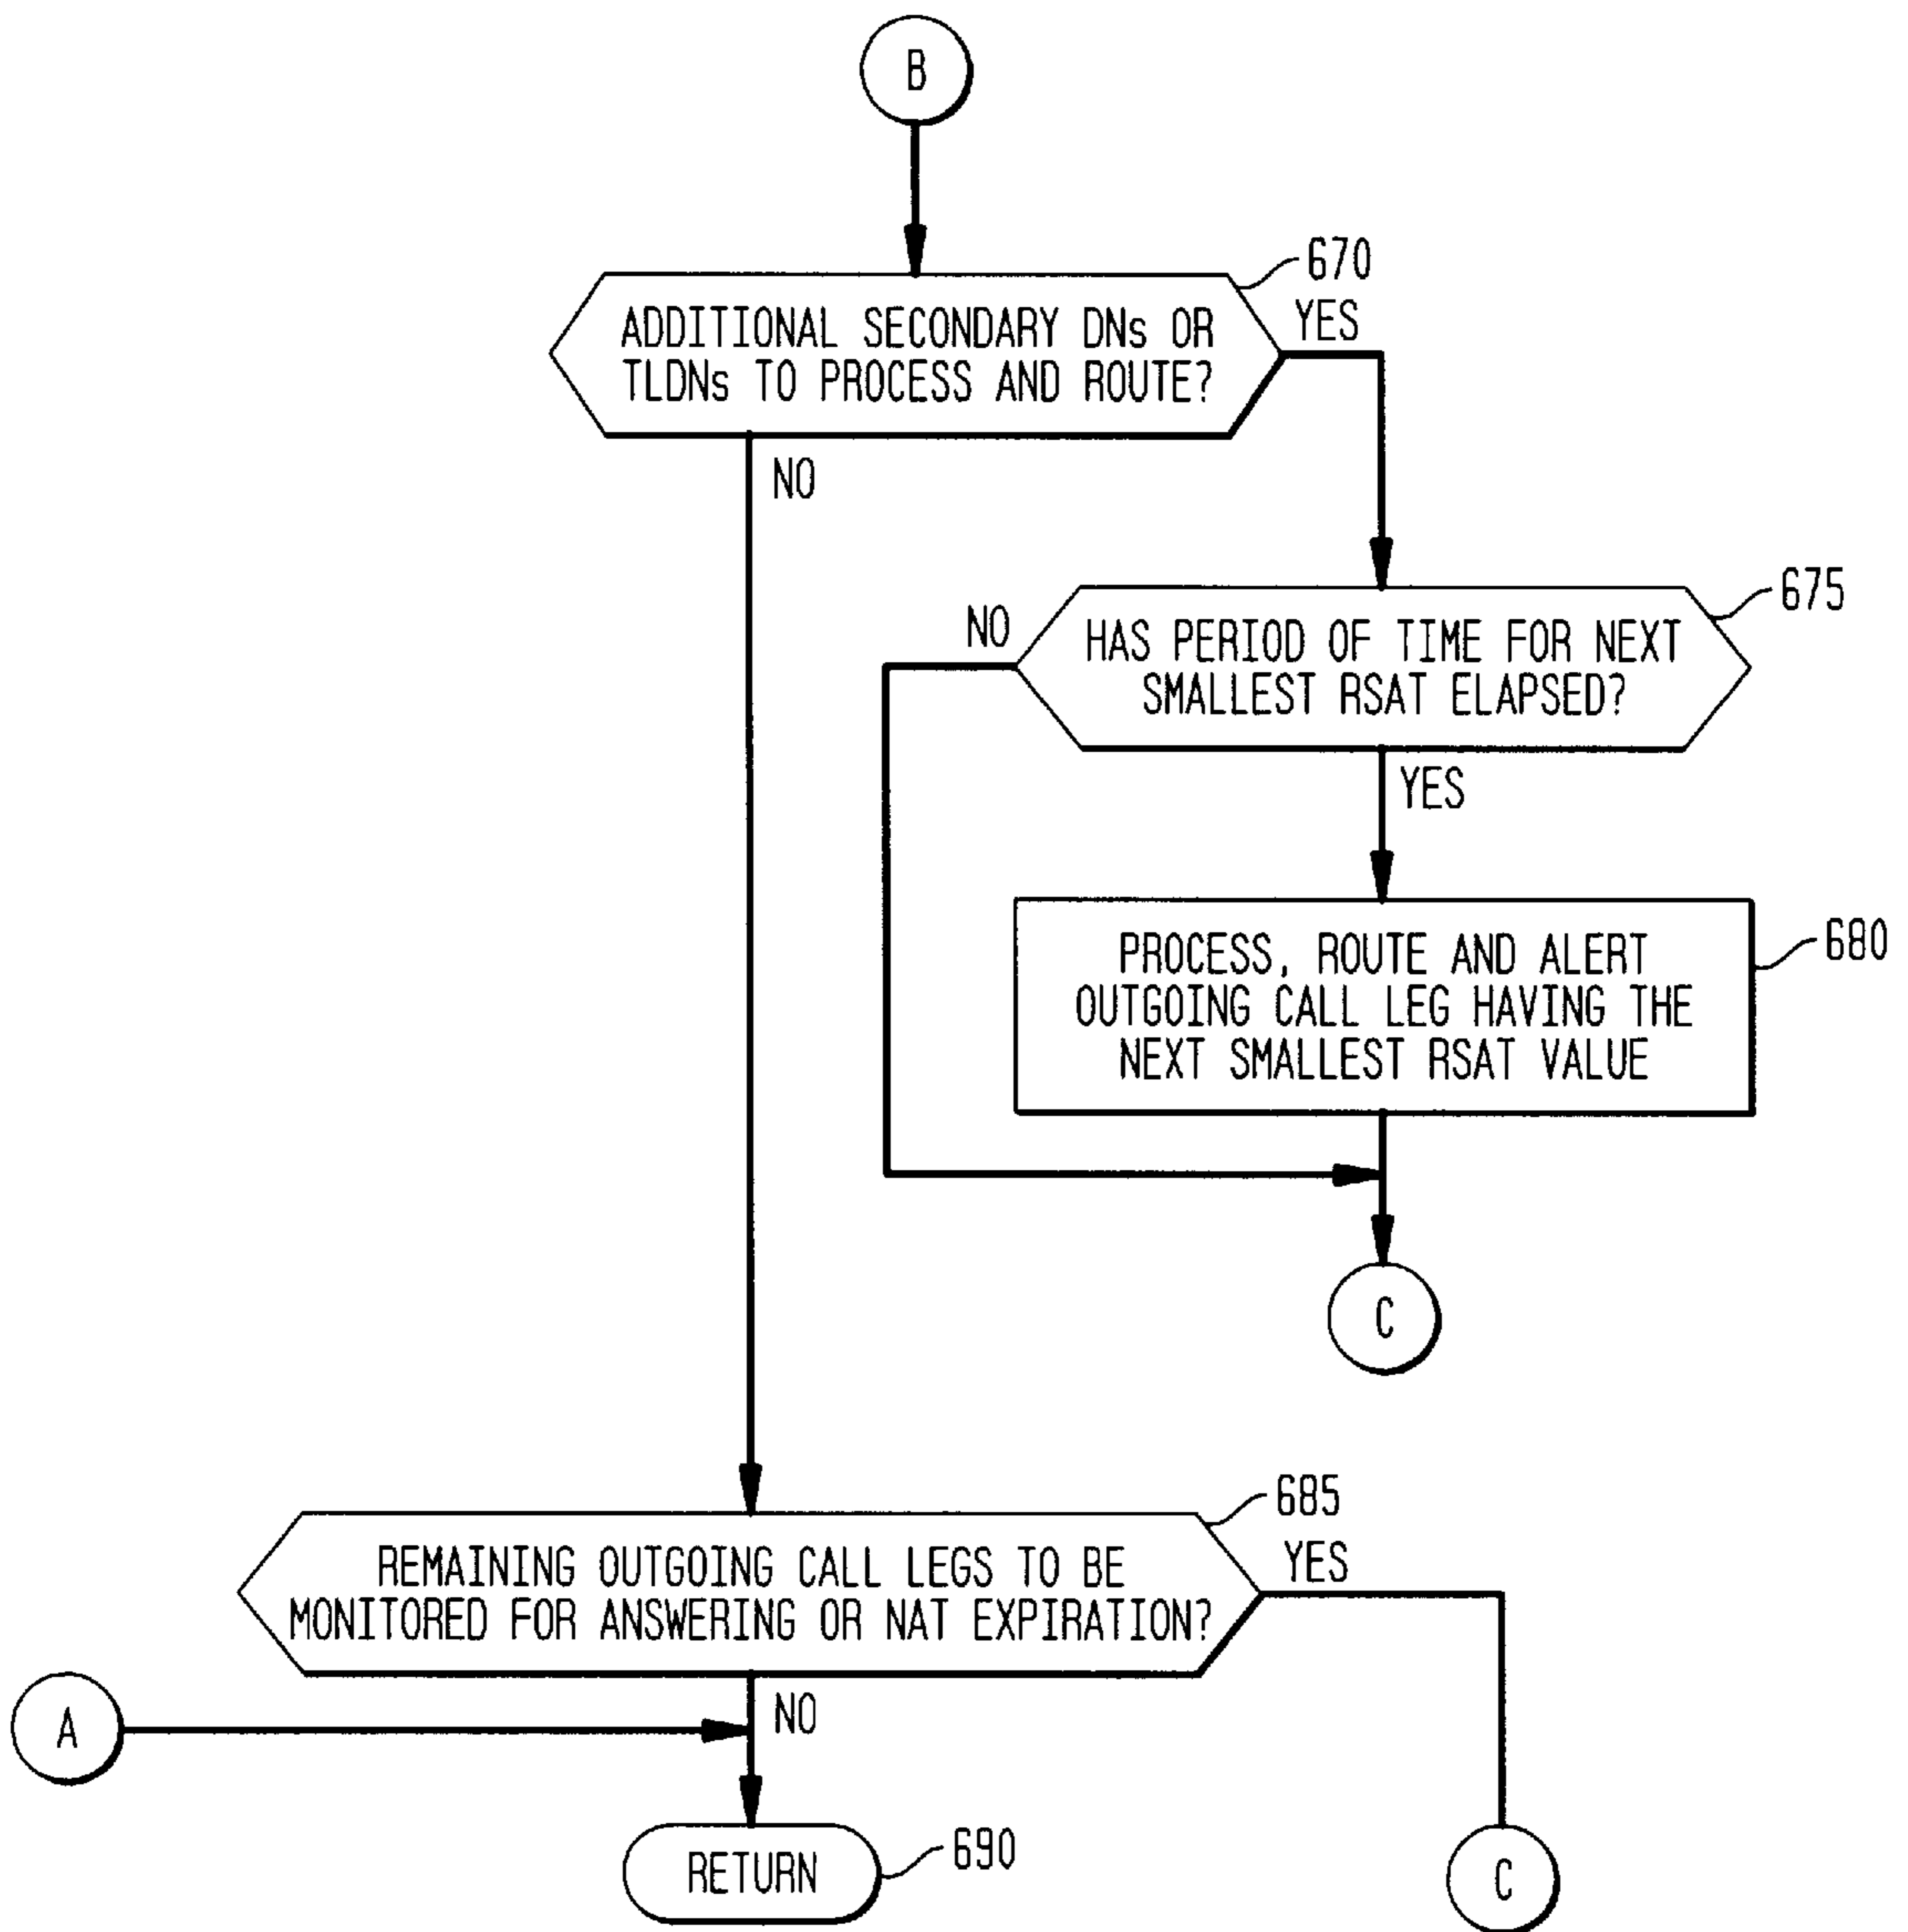 B
670
ADDITIONAL SECONDARY DNs OR
TLDNs TO PROCESS AND ROUTE?
YES
NO
675
NO
HAS PERIOD OF TIME FOR NEXT
SMALLEST RSAT ELAPSED?
YES
680
PROCESS, ROUTE AND ALERT
OUTGOING CALL LEG HAVING THE
NEXT SMALLEST RSAT VALUE
C
685
REMAINING OUTGOING CALL LEGS TO BE
MONITORED FOR ANSWERING OR NAT EXPIRATION?
YES
A
NO
RETURN
690
C